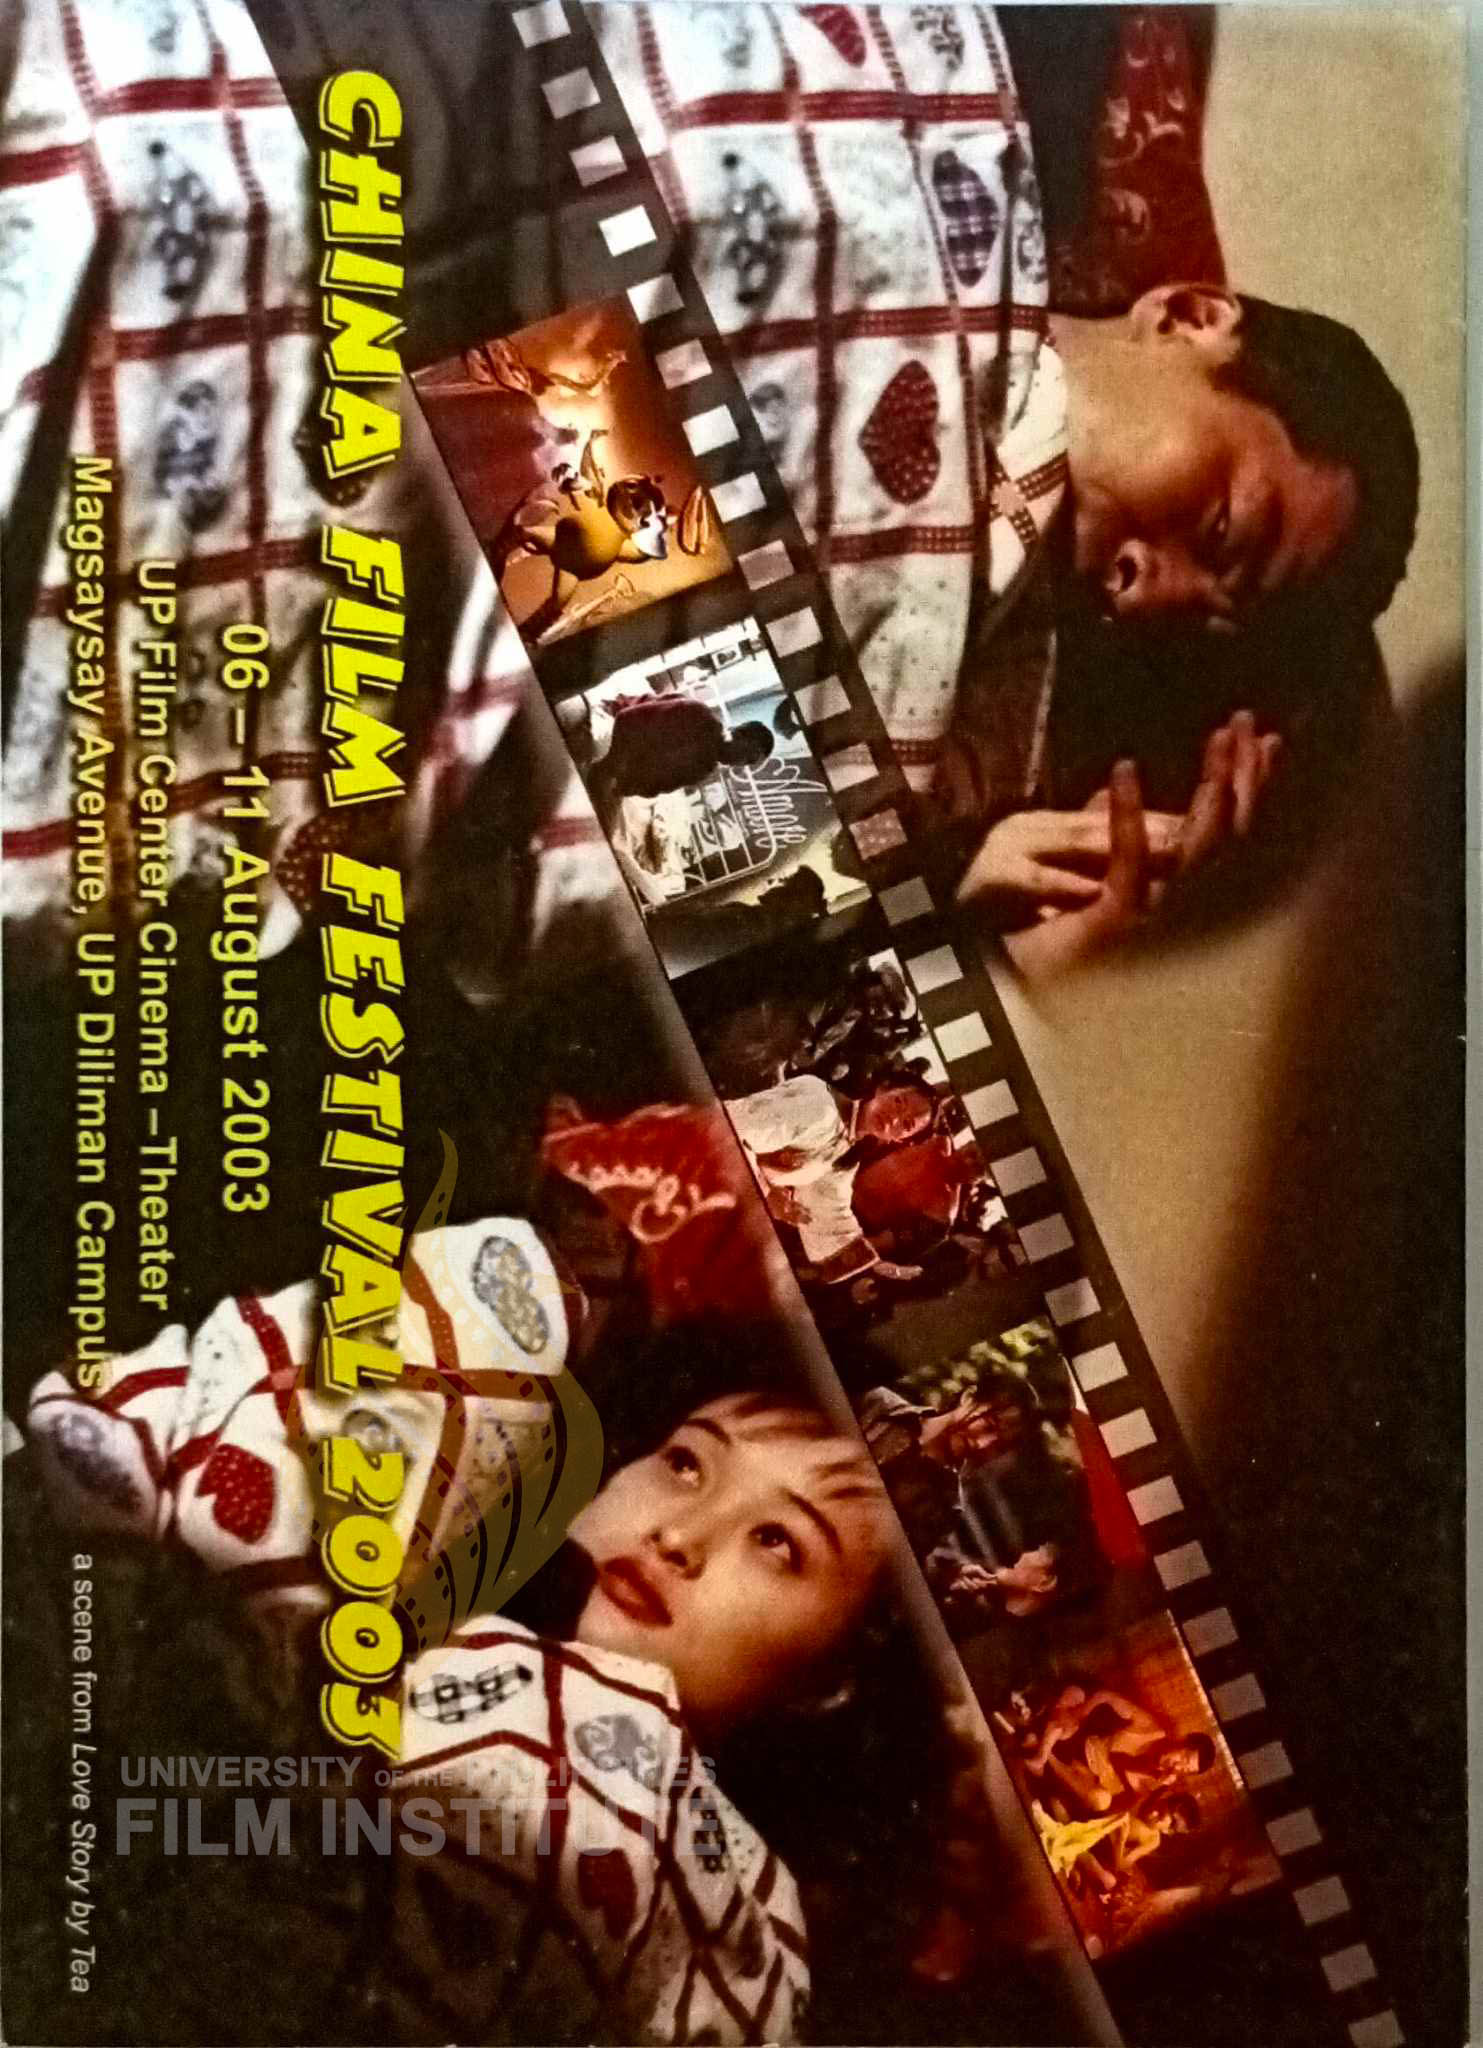 CHINA FILM FESTIVAL 2003
06 – 11 August 2003
UP Film Center Cinema –Theater
Magsaysay Avenue, UP Diliman Campus
a scene from Love Story by Tea
Amore
UNIVERSITY OF THE PHILIPPINES
FILM INSTITUTE